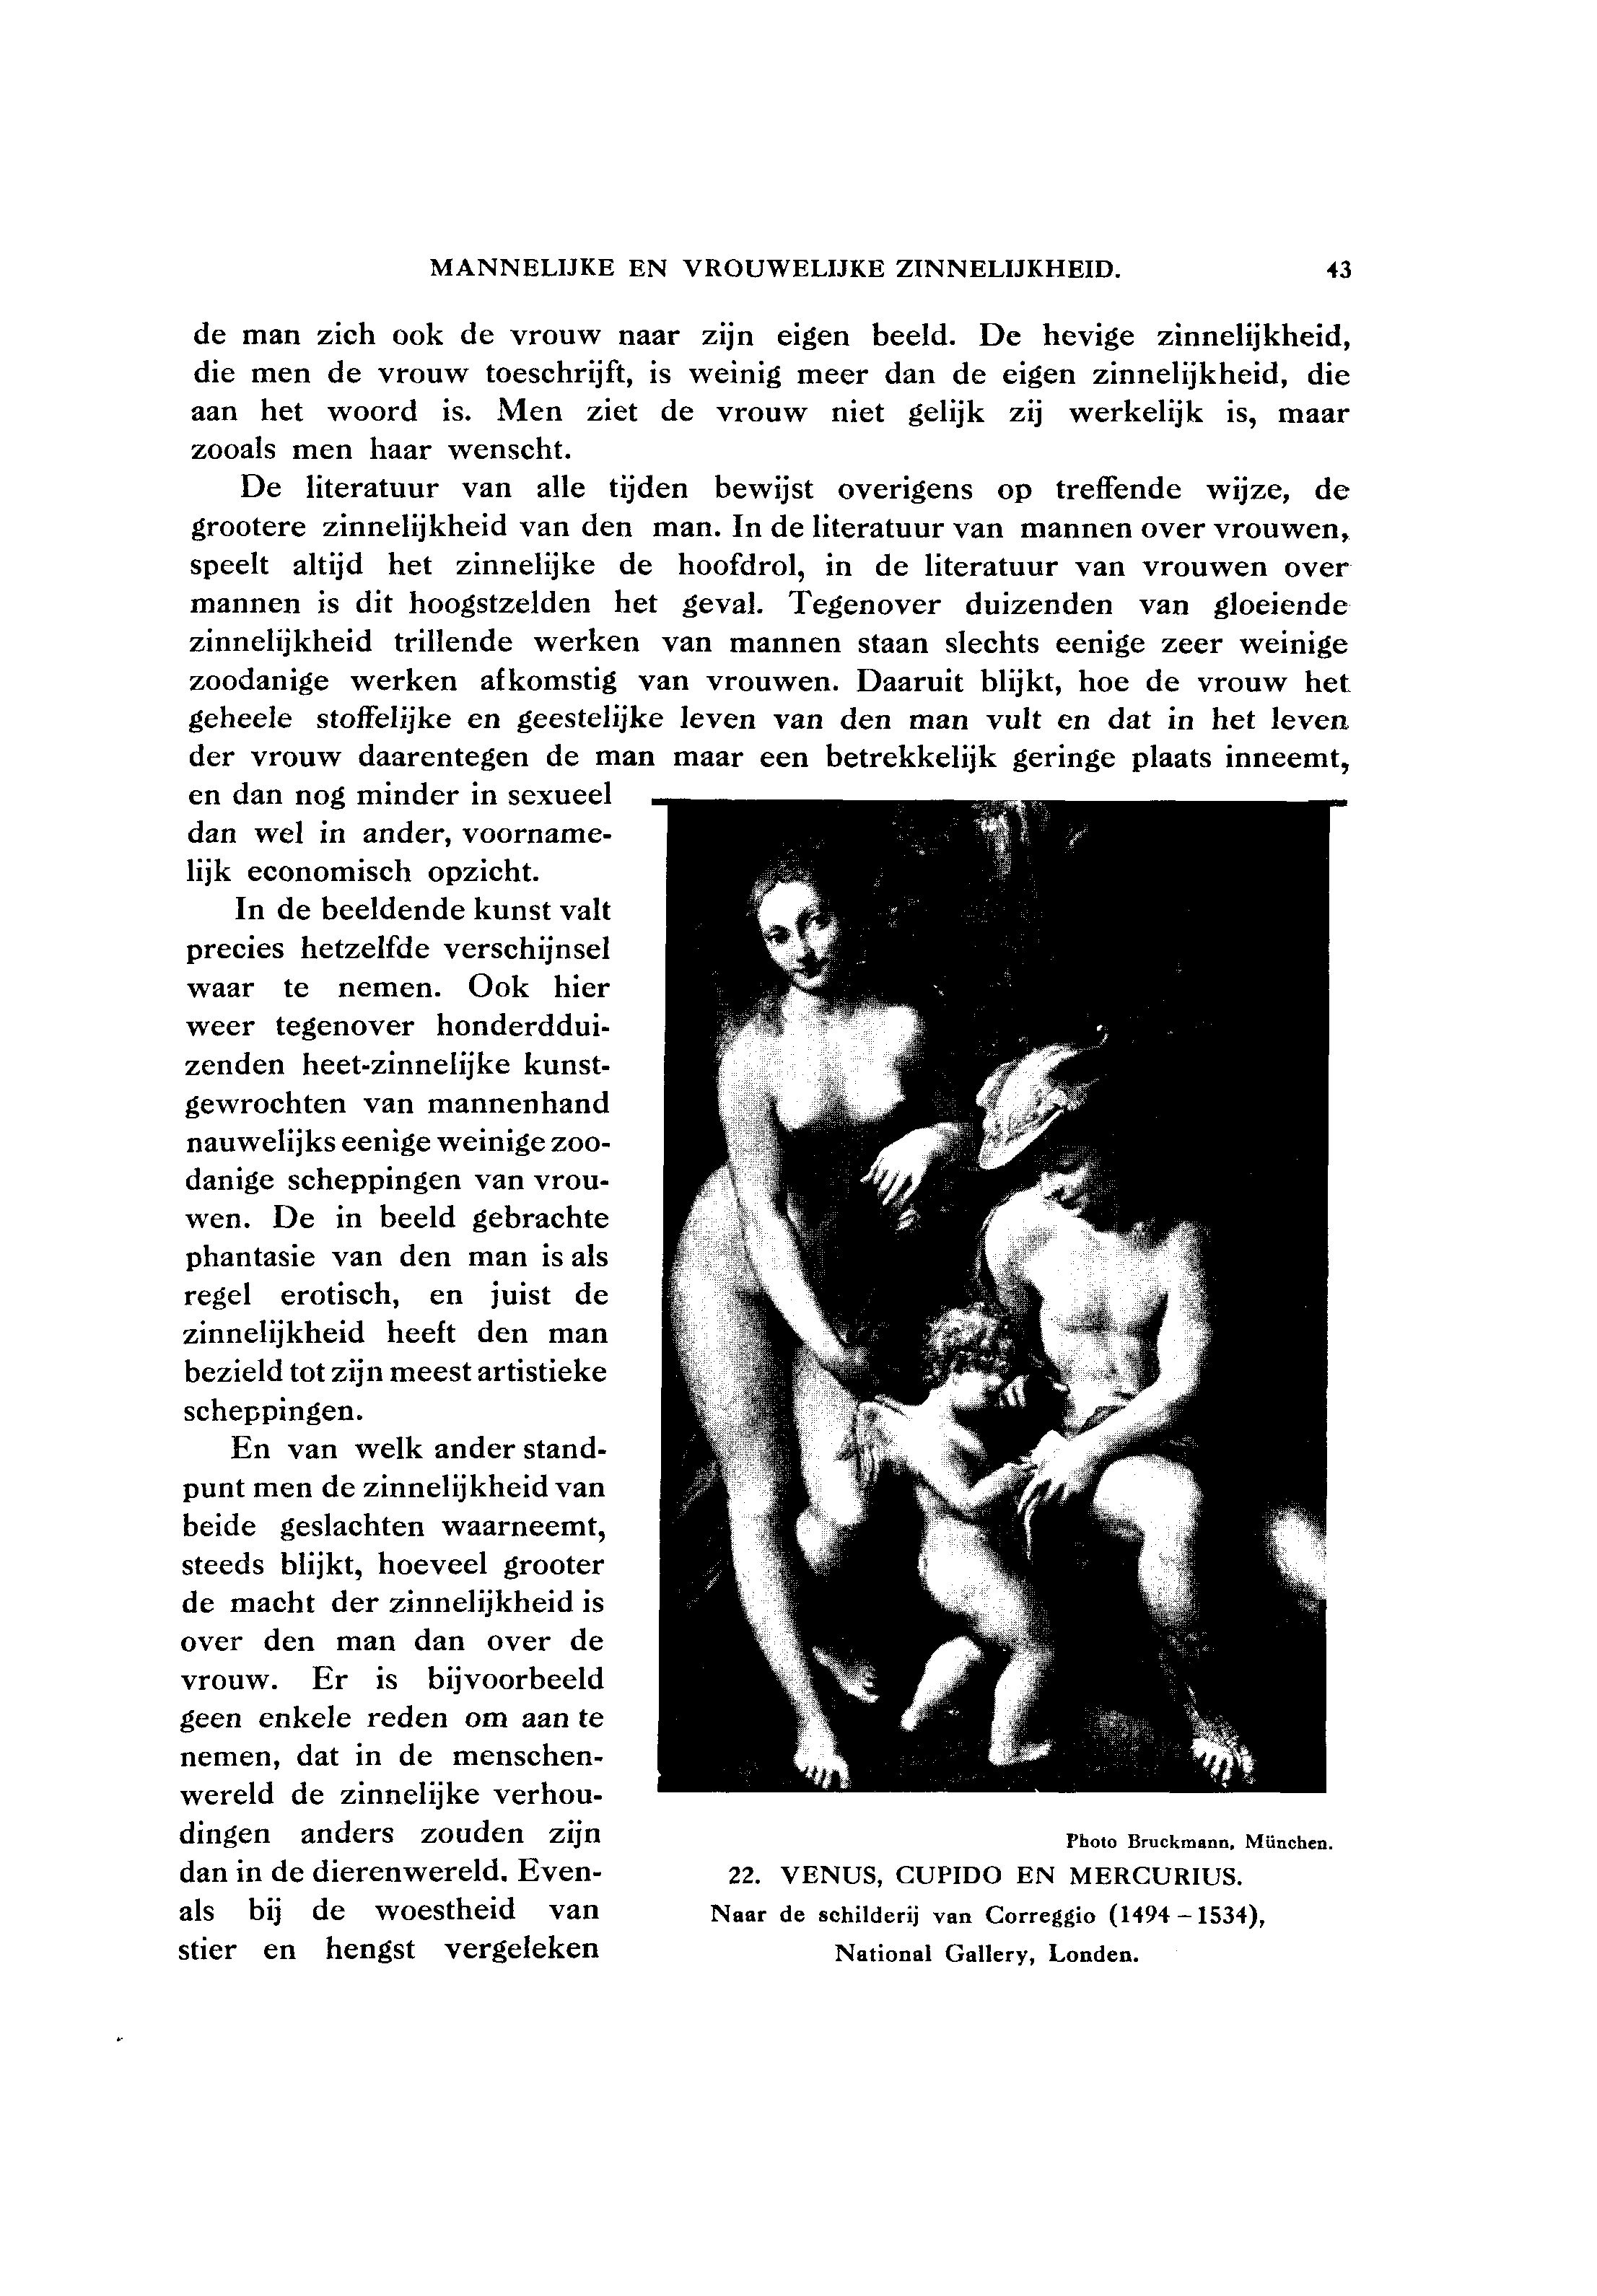 MANNELIJKE EN VROUWELIJKE ZINNELIJKHEID. 43
de man zich ook de vrouw naar zijn eigen beeld. De hevige zinnelijkheid,
die men de vrouw toeschrijft, is weinig meer dan de eigen zinnelijkheid, die
aan het woord is. Men ziet de vrouw niet gelijk zij werkelijk is, maar
zooals men haar wenscht.
De literatuur van alle tijden bewijst overigens op treffende wijze, de
grootere zinnelijkheid van den man. In de literatuur van mannen over vrouwen,
speelt altijd het zinnelijke de hoofdrol, in de literatuur van vrouwen over
mannen is dit hoogstzelden het geval. Tegenover duizenden van gloeiende
zinnelijkheid trillende werken van mannen staan slechts eenige zeer weinige
zoodanige werken afkomstig van vrouwen. Daaruit blijkt, hoe de vrouw het
geheele stoffelijke en geestelijke leven van den man vult en dat in het leven
der vrouw daarentegen de man maar een betrekkelijk geringe plaats inneemt,
en dan nog minder in sexueel
dan wel in ander, voorname-
lijk economisch opzicht.
In de beeldende kunst valt
precies hetzelfde verschijnsel
waar te nemen. Ook hier
weer tegenover honderddui-
zenden heet-zinnelijke kunst-
gewrochten van mannenhand
nauwelijks eenige weinige zoo-
danige scheppingen van vrou-
wen. De in beeld gebrachte
phantasie van den man is als
regel erotisch, en juist de
zinnelijkheid heeft den man
bezield tot zijn meest artistieke
scheppingen.
En van welk ander stand-
punt men de zinnelijkheid van
beide geslachten waarneemt,
steeds blijkt, hoeveel grooter
de macht der zinnelijkheid is
over den man dan over de
vrouw. Er is bijvoorbeeld
geen enkele reden om aan te
nemen, dat in de menschen-
wereld de zinnelijke verhou-
dingen anders zouden zijn
dan in de dierenwereld. Even-
als bij de woestheid van
stier en hengst vergeleken
Photo Bruckmann, München.
22. VENUS, CUPIDO EN MERCURIUS.
Naar de schilderij van Correggio (1494 – 1534),
National Gallery, Londen.